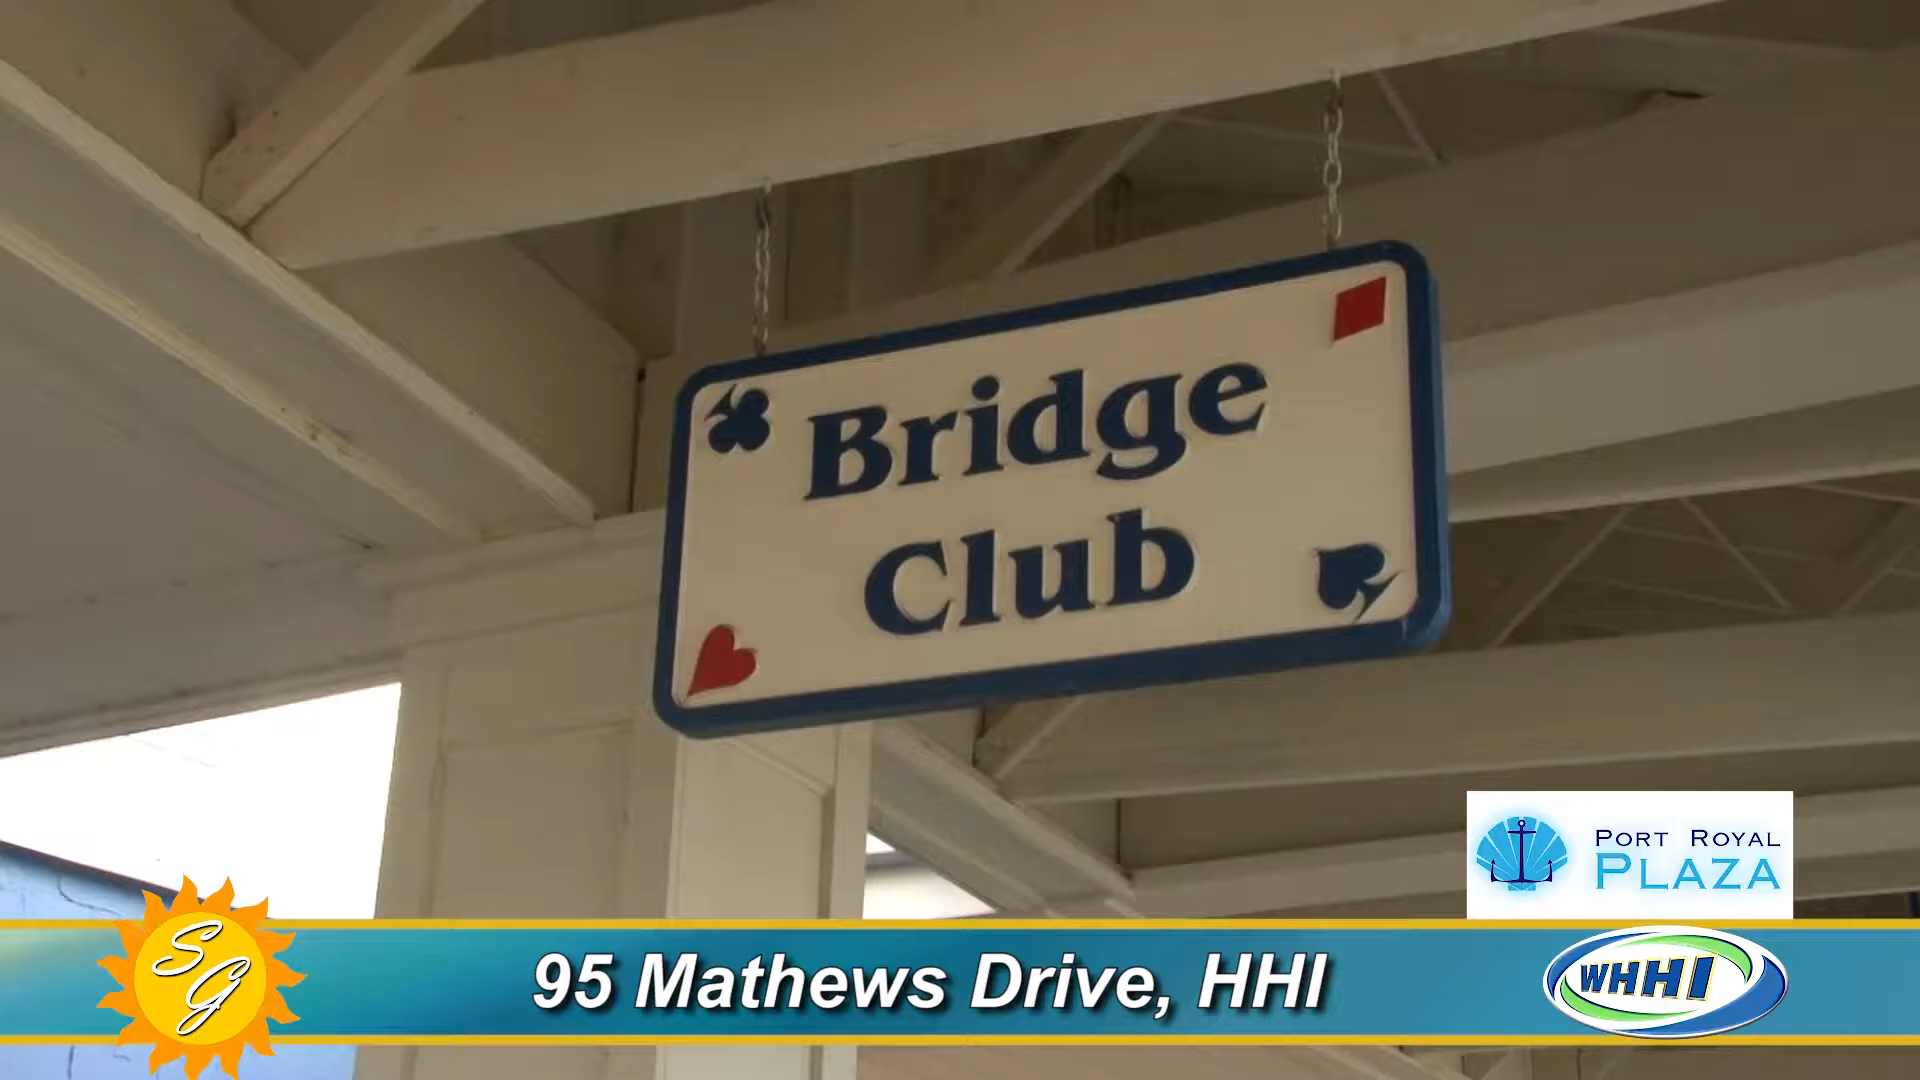 Bridge
Club
PORT ROYAL
PLAZA
SG
95 Mathews Drive, HHI
WHHI